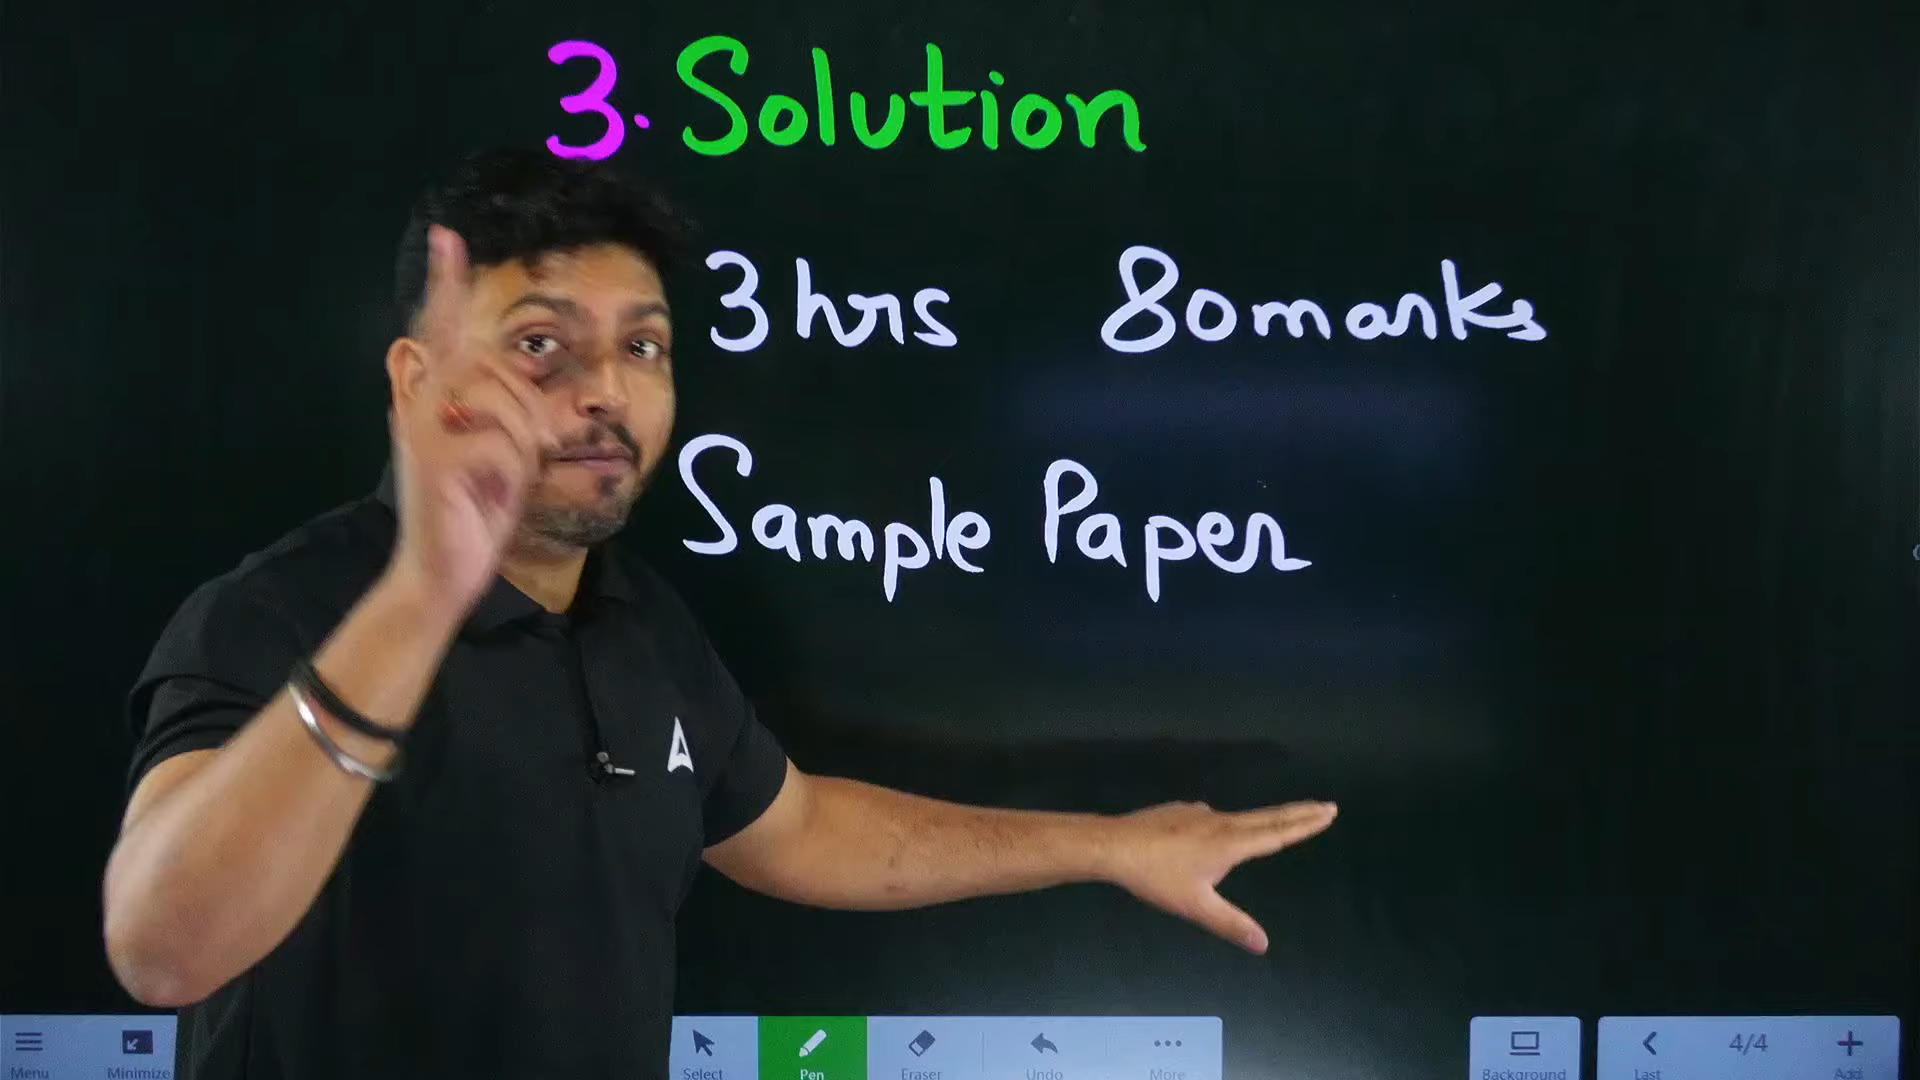 3. Solution
3 hrs 80 marks
Sample Paper
Menu Minimize Select Pen Eraser Undo More Background Last 4/4 Add